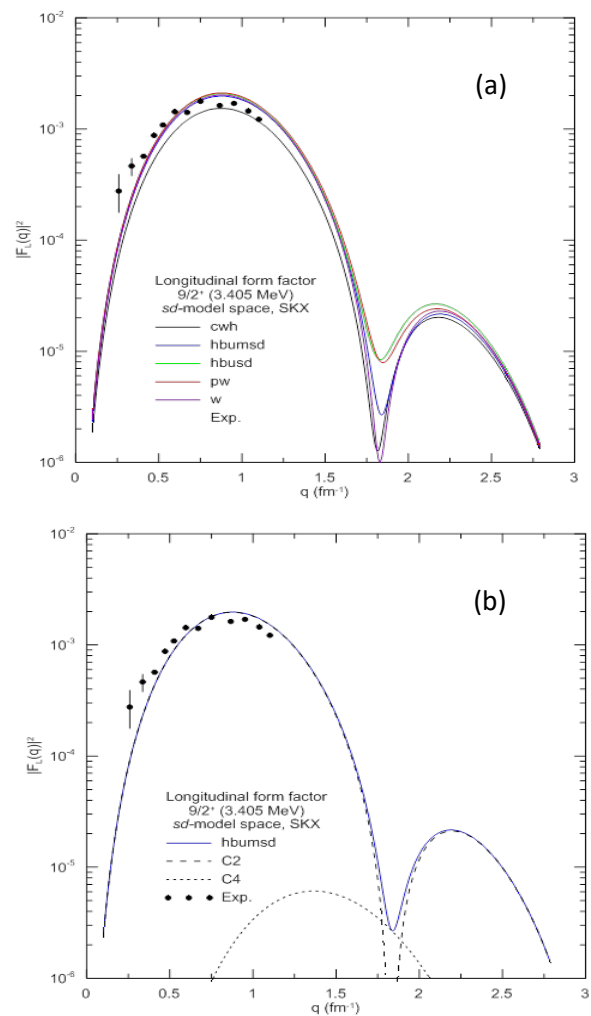 10⁻²
(a)
10⁻³
|F_L(q)|²
10⁻⁴
Longitudinal form factor
9/2⁺ (3.405 MeV)
sd-model space, SKX
cwh
hbumsd
hbusd
pw
w
Exp.
10⁻⁵
10⁻⁶
0 0.5 1 1.5 2 2.5 3
q (fm⁻¹)
10⁻²
(b)
10⁻³
|F_L(q)|²
10⁻⁴
Longitudinal form factor
9/2⁺ (3.405 MeV)
sd-model space, SKX
hbumsd
C2
C4
Exp.
10⁻⁵
10⁻⁶
0 0.5 1 1.5 2 2.5 3
q (fm⁻¹)